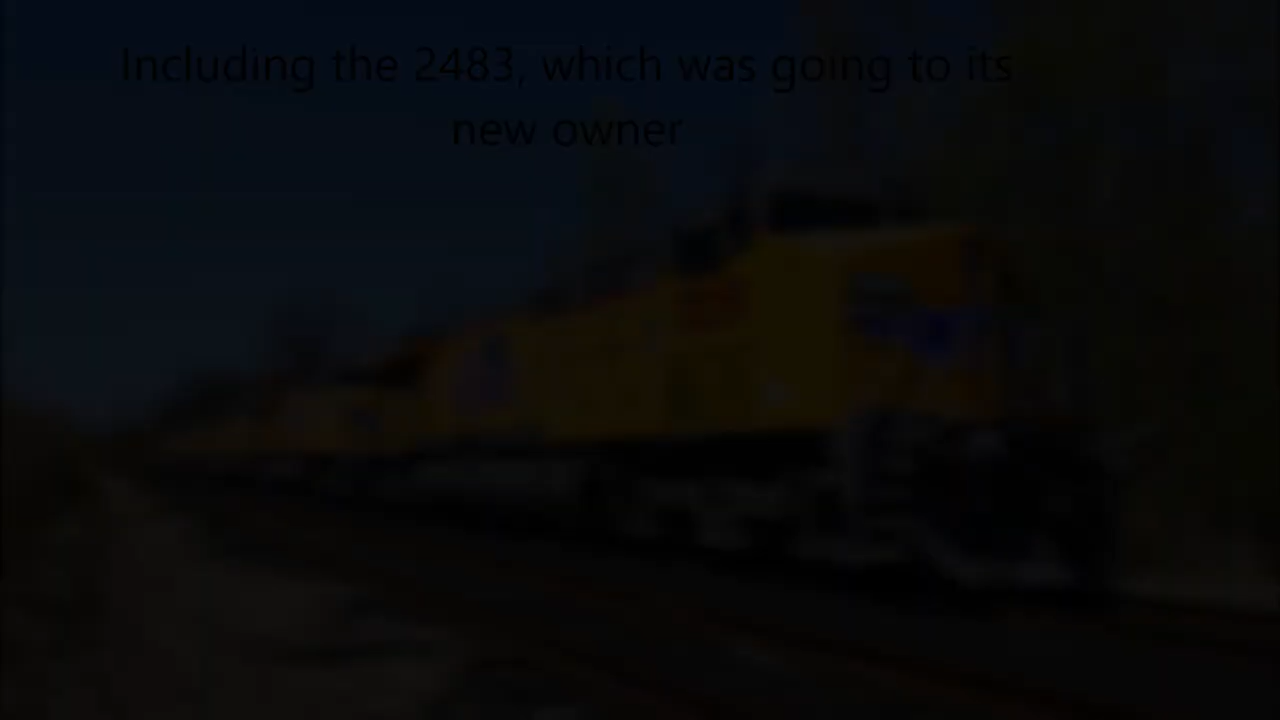 Including the 2483, which was going to its
new owner